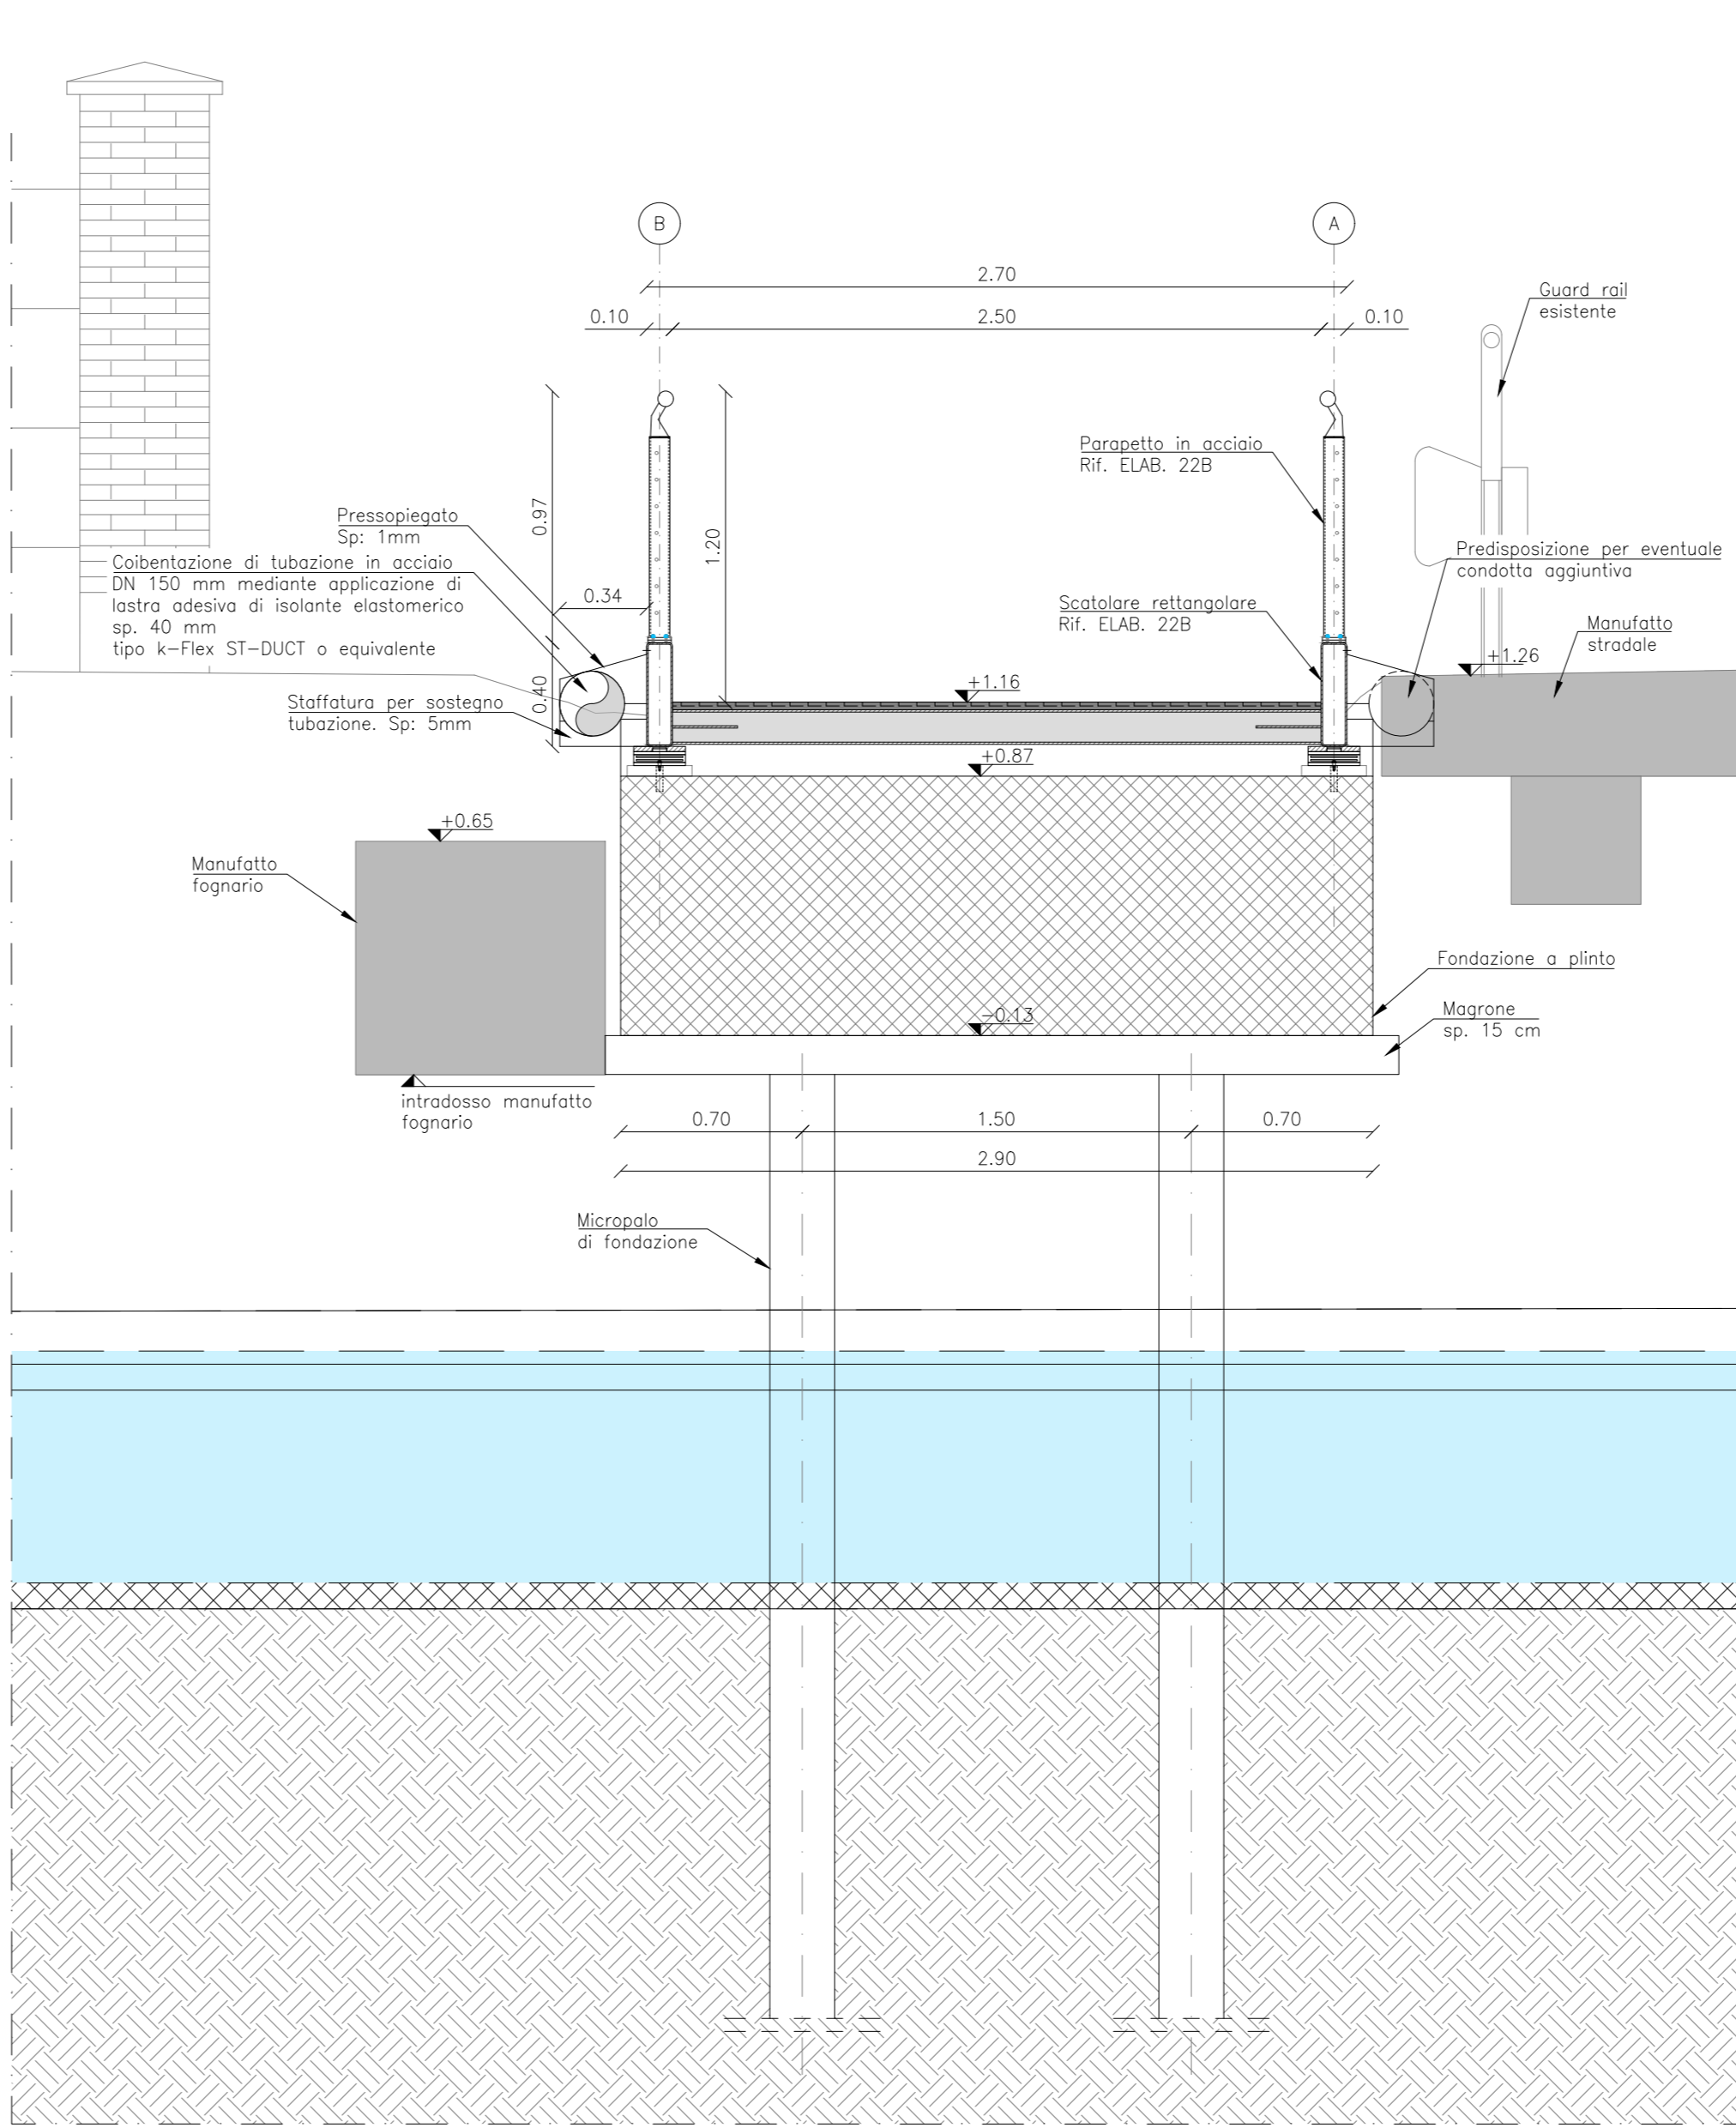 B
A
2.70
0.10
2.50
0.10
Guard rail
esistente
0.97
1.20
Parapetto in acciaio
Rif. ELAB. 22B
Pressopiegato
Sp: 1mm
Coibentazione di tubazione in acciaio
DN 150 mm mediante applicazione di
lastra adesiva di isolante elastomerico
sp. 40 mm
tipo k-Flex ST-DUCT o equivalente
Predisposizione per eventuale
condotta aggiuntiva
0.34
Scatolare rettangolare
Rif. ELAB. 22B
Manufatto
stradale
+1.26
0.40
Staffatura per sostegno
tubazione. Sp: 5mm
+1.16
+0.87
+0.65
Manufatto
fognario
Fondazione a plinto
-0.13
Magrone
sp. 15 cm
intradosso manufatto
fognario
0.70
1.50
0.70
2.90
Micropalo
di fondazione